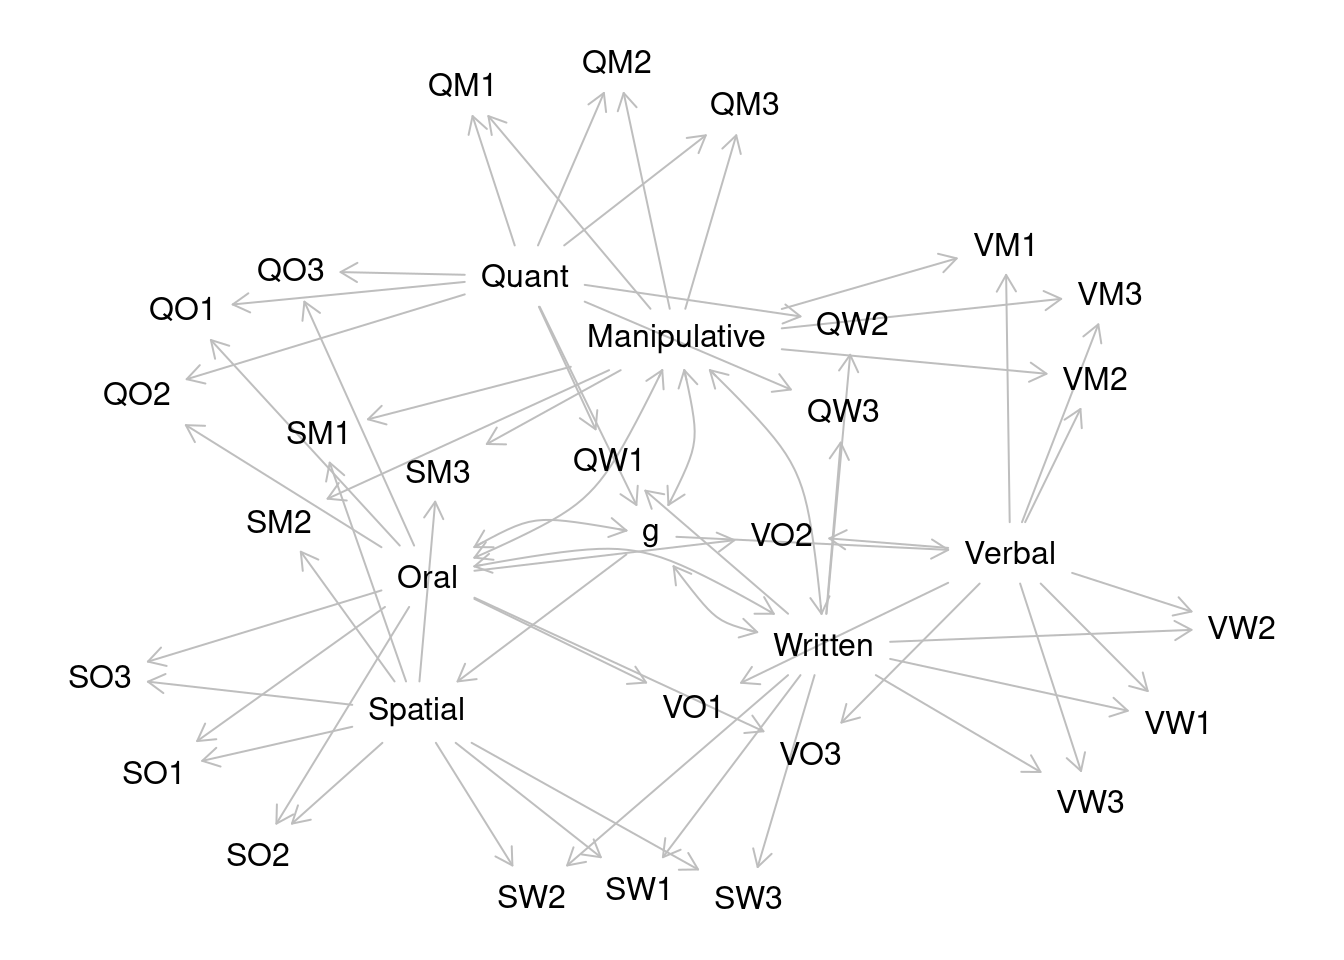 QM2
QM1
QM3
VM1
QO3
Quant
VM3
QO1
QW2
Manipulative
VM2
QO2
QW3
SM1
QW1
SM3
SM2
g
VO2
Verbal
Oral
VW2
Written
SO3
Spatial
VO1
VW1
VO3
SO1
VW3
SO2
SW1
SW2
SW3